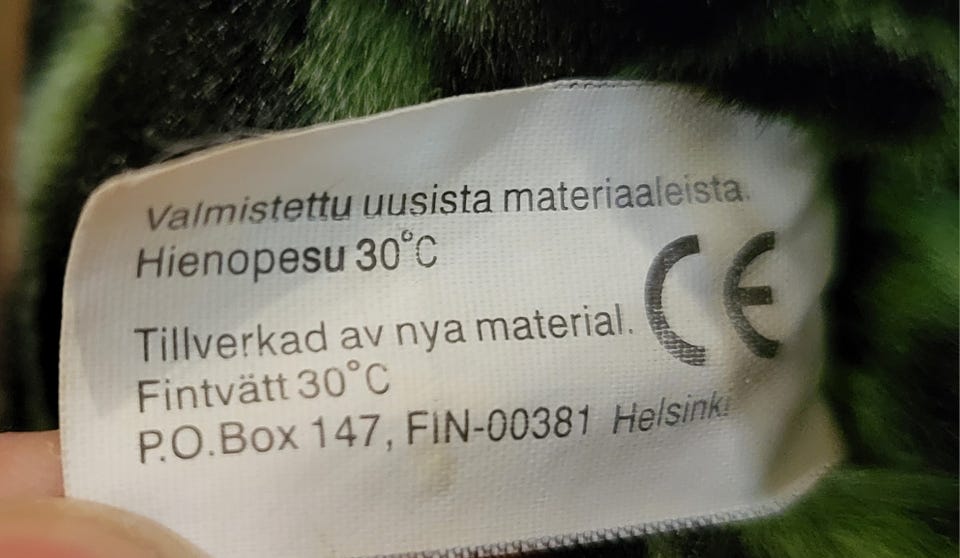 Valmistettu uusista materiaaleista.
Hienopesu 30°C
CE
Tillverkad av nya material.
Fintvätt 30°C
P.O.Box 147, FIN-00381 Helsinki